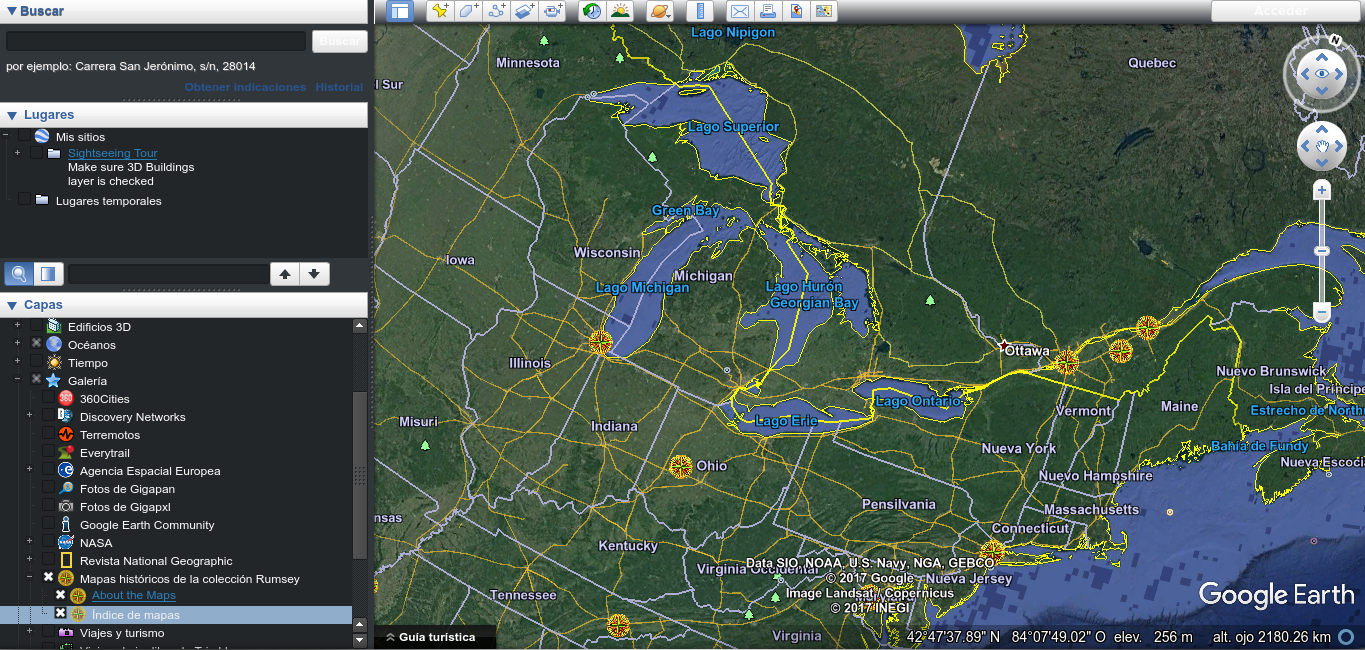 Buscar
Buscar
por ejemplo: Carrera San Jerónimo, s/n, 28014
Obtener indicaciones Historial
Lugares
Mis sitios
Sightseeing Tour
Make sure 3D Buildings
layer is checked
Lugares temporales
Capas
Edificios 3D
Océanos
Tiempo
Galería
360Cities
Discovery Networks
Terremotos
Everytrail
Agencia Espacial Europea
Fotos de Gigapan
Fotos de Gigapxl
Google Earth Community
NASA
Revista National Geographic
Mapas históricos de la colección Rumsey
About the Maps
Índice de mapas
Viajes y turismo
Acceder
N
Lago Nipigon
Minnesota
Quebec
l Sur
Lago Superior
Green Bay
Wisconsin
Iowa
Michigan
Lago Michigan
Lago Hurón
Georgian Bay
Ottawa
Illinois
Nuevo Brunswick
Isla del Príncipe
Lago Ontario
Vermont
Maine
Estrecho de North
Misuri
Indiana
Lago Erie
Nueva York
Bahía de Fundy
Nueva Escocia
Ohio
Nuevo Hampshire
Pensilvania
Massachusetts
nsas
Connecticut
Kentucky
Virginia Occidental
Data SIO, NOAA, U.S. Navy, NGA, GEBCO
© 2017 Google
Nueva Jersey
Tennessee
Image Landsat / Copernicus
Maryland
© 2017 INEGI
Google Earth
Guía turística
Virginia
42°47'37.89" N 84°07'49.02" O elev. 256 m alt. ojo 2180.26 km